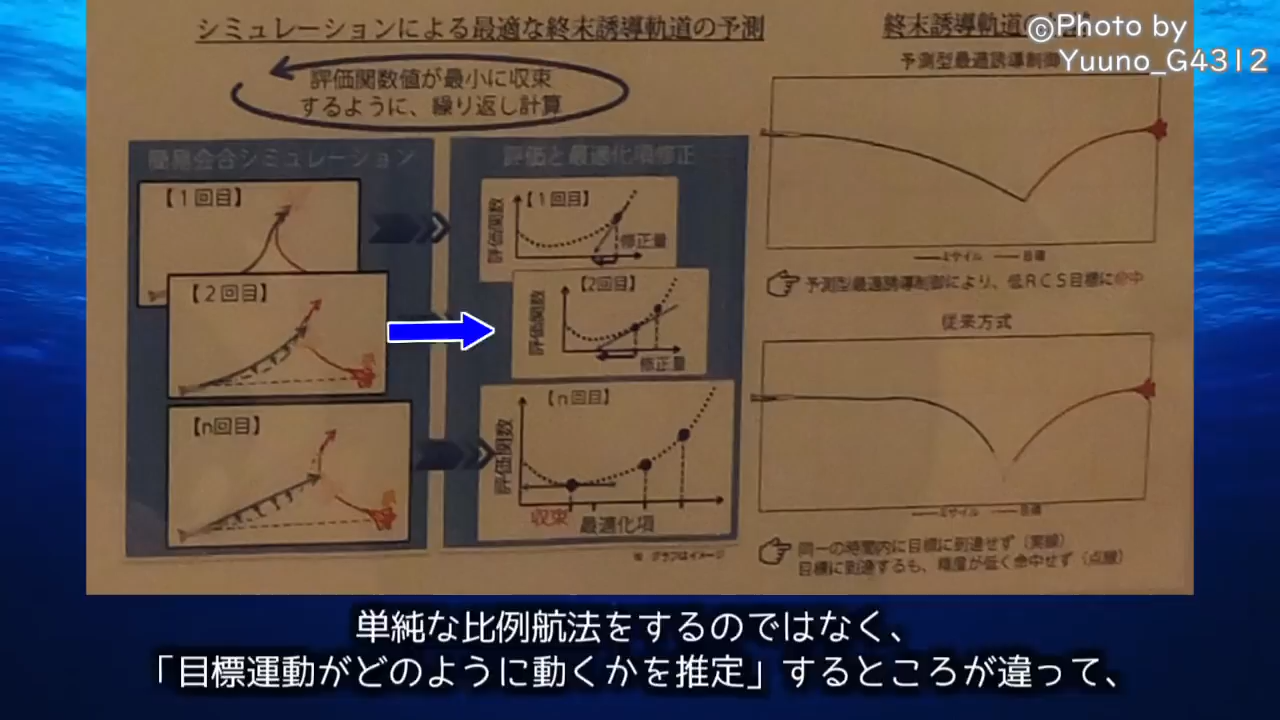 シミュレーションによる最適な終末誘導軌道の予測
評価関数値が最小に収束
するように、繰り返し計算
簡易会合シミュレーション
【1回目】
【2回目】
【n回目】
評価と最適化項修正
【1回目】
評価関数
修正量
【2回目】
評価関数
修正量
【n回目】
評価関数
収束
最適化項
※ グラフはイメージ
終末誘導軌道の
©Photo by
Yuuno_G4312
予測型最適誘導制御
ミサイル 目標
予測型最適誘導制御により、低RCS目標に命中
従来方式
ミサイル 目標
同一の時間内に目標に到達せず（実線）
目標に到達するも、精度が低く命中せず（点線）
単純な比例航法をするのではなく、
「目標運動がどのように動くかを推定」するところが違って、